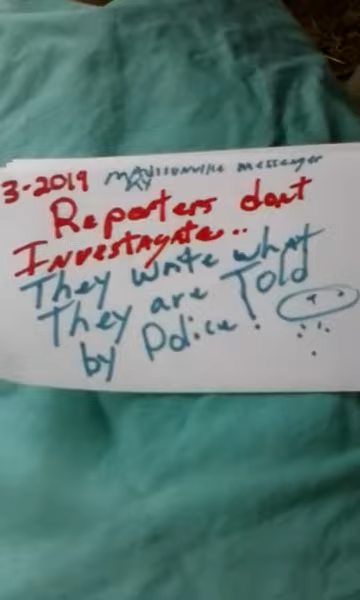 3-2019 Madisonville messenger
KY
Reporters dont
Investagate..
They write what
They are Told
by Police!